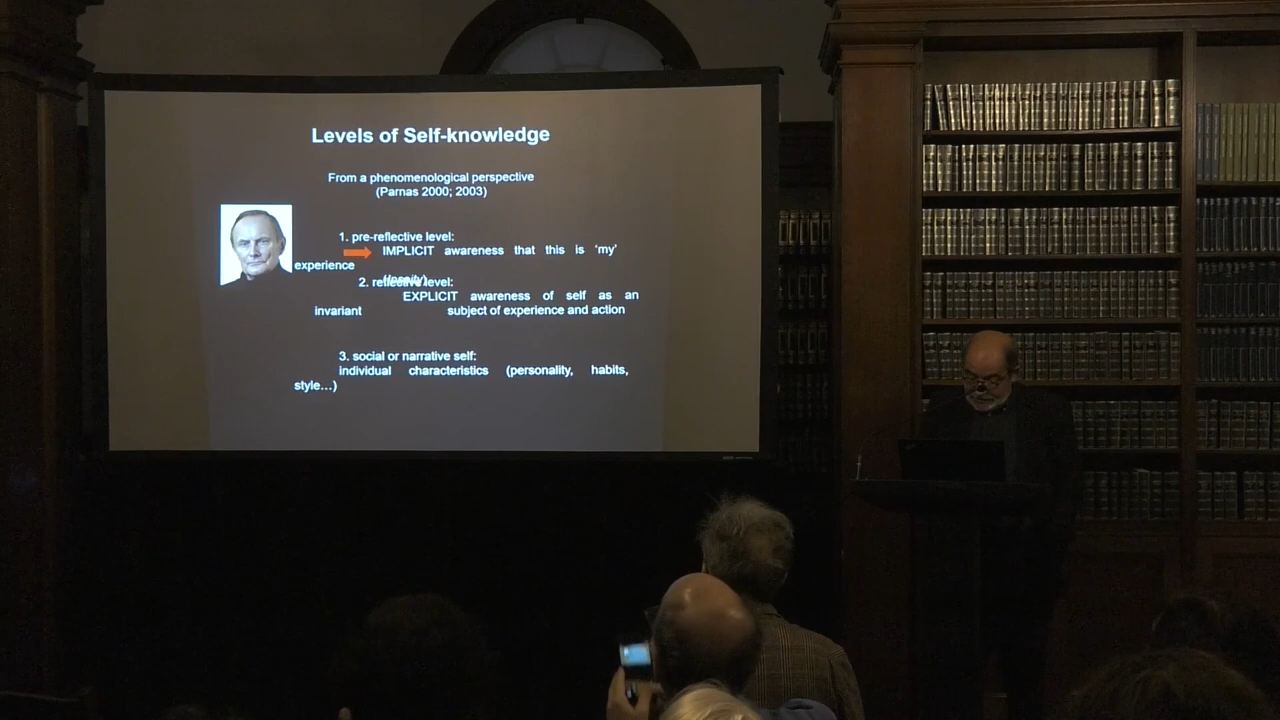 Levels of Self-knowledge
From a phenomenological perspective
(Parnas 2000; 2003)
1. pre-reflective level:
IMPLICIT awareness that this is ‘my’
experience
(Ipseity)
2. reflective level:
EXPLICIT awareness of self as an
invariant subject of experience and action
3. social or narrative self:
individual characteristics (personality, habits,
style…)